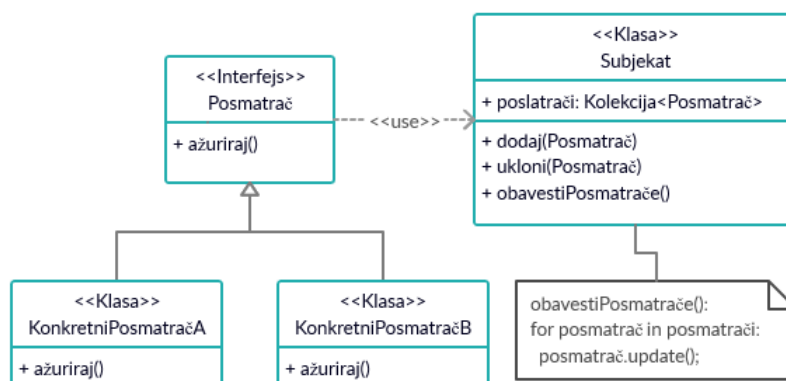 <<Klasa>>
Subjekat
+ poslatrači: Kolekcija<Posmatrač>
+ dodaj(Posmatrač)
+ ukloni(Posmatrač)
+ obavestiPosmatrače()
<<Interfejs>>
Posmatrač
+ ažuriraj()
<<use>>
<<Klasa>>
KonkretniPosmatračA
+ ažuriraj()
<<Klasa>>
KonkretniPosmatračB
+ ažuriraj()
obavestiPosmatrače():
for posmatrač in posmatrači:
posmatrač.update();